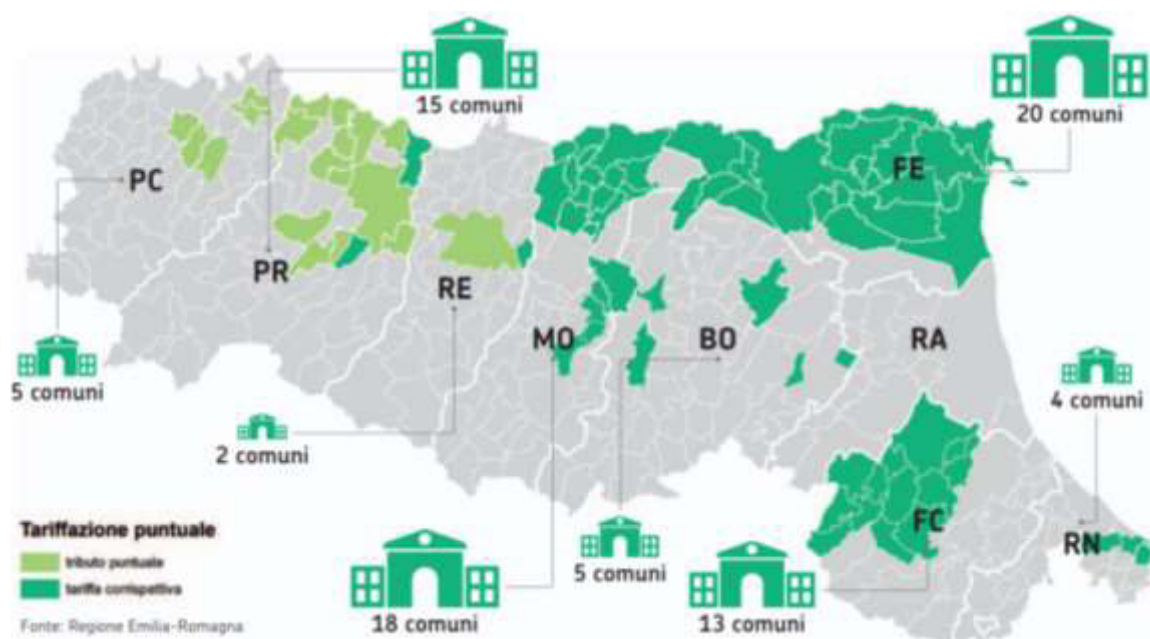 15 comuni
20 comuni
PC
FE
PR
RE
MO
BO
RA
5 comuni
4 comuni
2 comuni
FC
RN
Tariffazione puntuale
tributo puntuale
tariffa corrispettiva
5 comuni
18 comuni
13 comuni
Fonte: Regione Emilia-Romagna